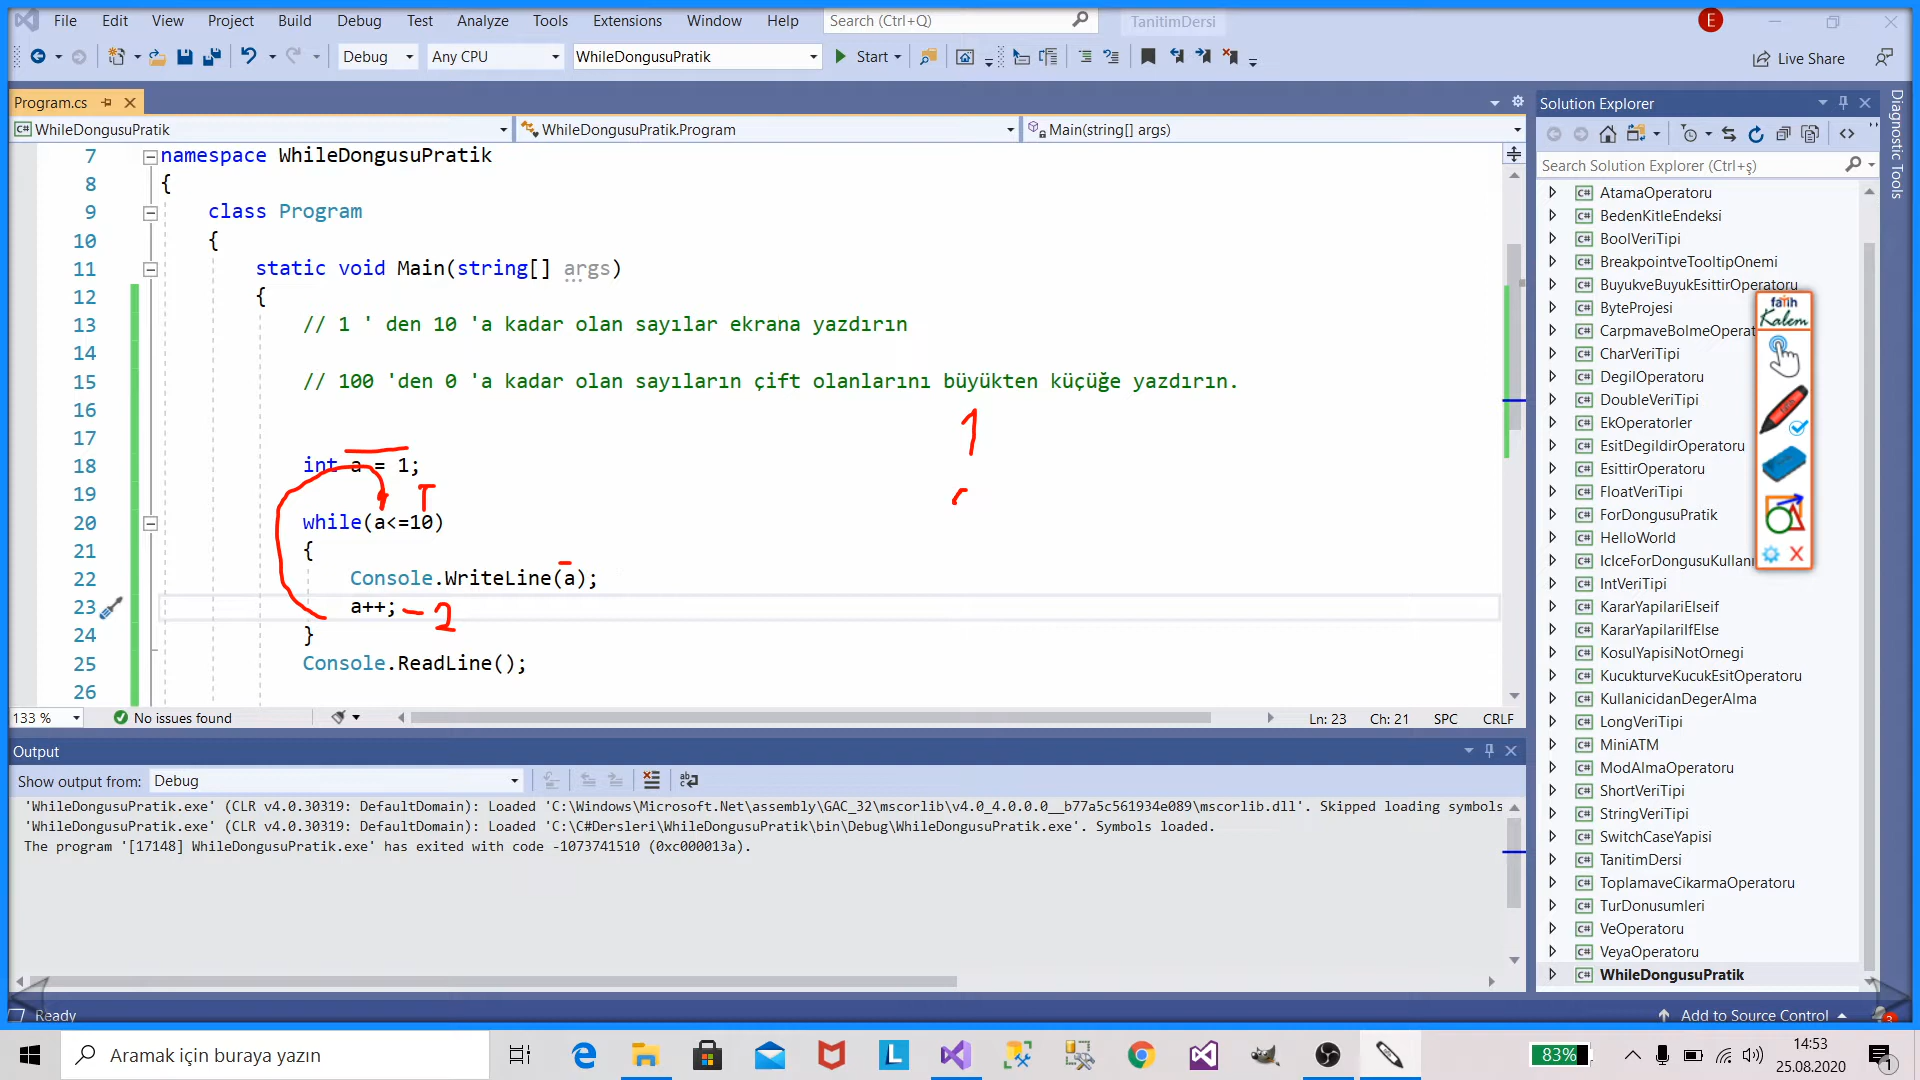 File Edit View Project Build Debug Test Analyze Tools Extensions Window Help Search (Ctrl+Q) TanitimDersi E
Debug Any CPU WhileDongusuPratik Start Live Share
Program.cs
WhileDongusuPratik WhileDongusuPratik.Program Main(string[] args)
7 namespace WhileDongusuPratik
8 {
9 class Program
10 {
11 static void Main(string[] args)
12 {
13 // 1 ' den 10 'a kadar olan sayılar ekrana yazdırın
14
15 // 100 'den 0 'a kadar olan sayıların çift olanlarını büyükten küçüğe yazdırın.
16
17 1
18 int a = 1;
19 T
20 while(a<=10)
21 {
22 Console.WriteLine(a);
23 a++; - 2
24 }
25 Console.ReadLine();
26
133 % No issues found Ln: 23 Ch: 21 SPC CRLF
Output
Show output from: Debug
'WhileDongusuPratik.exe' (CLR v4.0.30319: DefaultDomain): Loaded 'C:\Windows\Microsoft.Net\assembly\GAC_32\mscorlib\v4.0_4.0.0.0__b77a5c561934e089\mscorlib.dll'. Skipped loading symbols
'WhileDongusuPratik.exe' (CLR v4.0.30319: DefaultDomain): Loaded 'C:\C#Dersleri\WhileDongusuPratik\bin\Debug\WhileDongusuPratik.exe'. Symbols loaded.
The program '[17148] WhileDongusuPratik.exe' has exited with code -1073741510 (0xc000013a).
Solution Explorer
Search Solution Explorer (Ctrl+ş)
AtamaOperatoru
BedenKitleEndeksi
BoolVeriTipi
BreakpointveTooltipOnemi
BuyukveBuyukEsittirOperatoru
ByteProjesi
CarpmaveBolmeOperat
CharVeriTipi
DegilOperatoru
DoubleVeriTipi
EkOperatorler
EsitDegildirOperatoru
EsittirOperatoru
FloatVeriTipi
ForDongusuPratik
HelloWorld
IcIceForDongusuKullanı
IntVeriTipi
KararYapilariElseif
KararYapilariIfElse
KosulYapisiNotOrnegi
KucukturveKucukEsitOperatoru
KullanicidanDegerAlma
LongVeriTipi
MiniATM
ModAlmaOperatoru
ShortVeriTipi
StringVeriTipi
SwitchCaseYapisi
TanitimDersi
ToplamaveCikarmaOperatoru
TurDonusumleri
VeOperatoru
VeyaOperatoru
WhileDongusuPratik
Diagnostic Tools
fatih
Kalem
Ready Add to Source Control 3
Aramak için buraya yazın 83% 14:53
25.08.2020 1